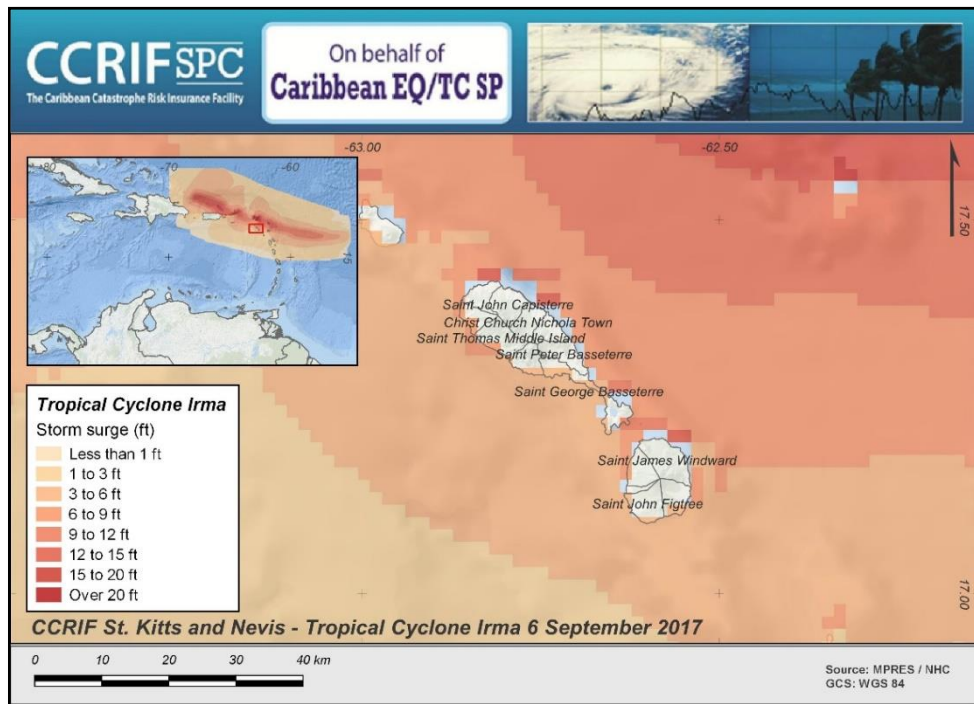 CCRIF SPC
The Caribbean Catastrophe Risk Insurance Facility
On behalf of
Caribbean EQ/TC SP
-80
-70
-60
15
-63.00
-62.50
17.50
17.00
Saint John Capisterre
Christ Church Nichola Town
Saint Thomas Middle Island
Saint Peter Basseterre
Saint George Basseterre
Saint James Windward
Saint John Figtree
Tropical Cyclone Irma
Storm surge (ft)
Less than 1 ft
1 to 3 ft
3 to 6 ft
6 to 9 ft
9 to 12 ft
12 to 15 ft
15 to 20 ft
Over 20 ft
CCRIF St. Kitts and Nevis - Tropical Cyclone Irma 6 September 2017
0 10 20 30 40 km
Source: MPRES / NHC
GCS: WGS 84